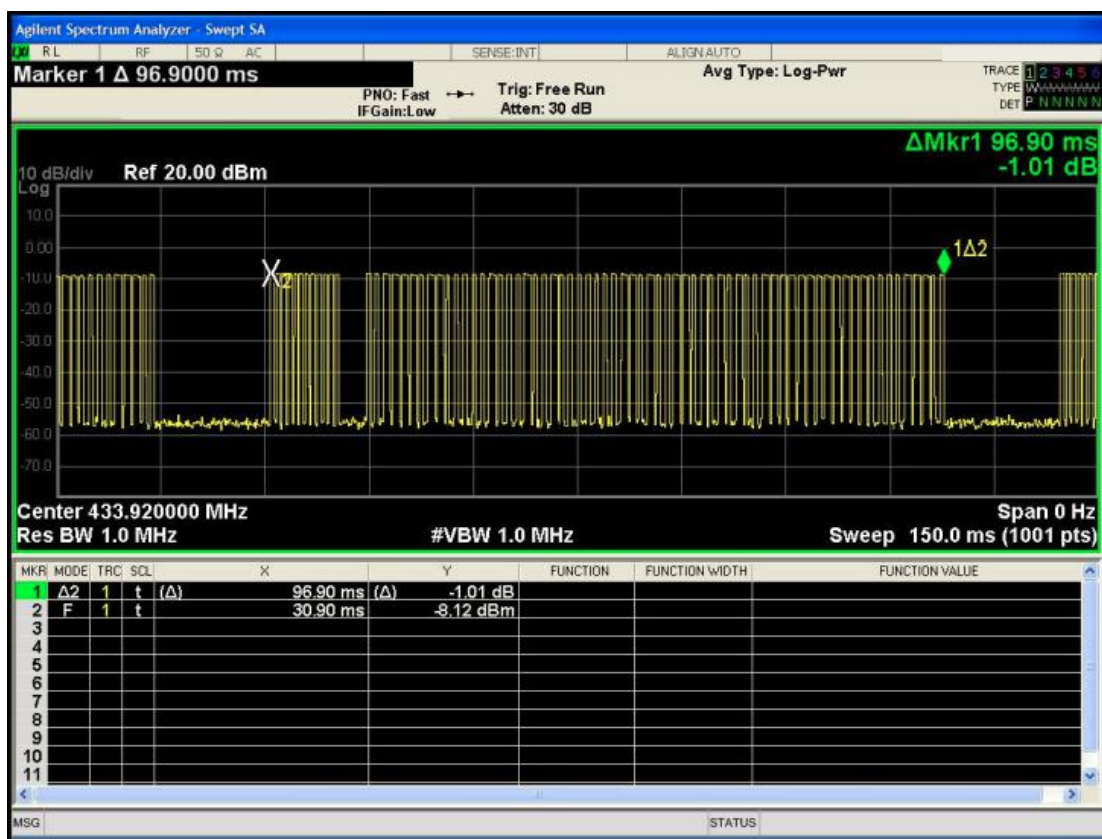 Agilent Spectrum Analyzer - Swept SA
LXI RL RF 50 Ω AC SENSE:INT ALIGN AUTO
Marker 1 Δ 96.9000 ms
PNO: Fast
IFGain:Low
Trig: Free Run
Atten: 30 dB
Avg Type: Log-Pwr
TRACE 1 2 3 4 5 6
TYPE
DET P N N N N N
ΔMkr1 96.90 ms
-1.01 dB
10 dB/div Ref 20.00 dBm
Log
10.0
0.00
1Δ2
-10.0
X2
-20.0
-30.0
-40.0
-50.0
-60.0
-70.0
Center 433.920000 MHz Span 0 Hz
Res BW 1.0 MHz #VBW 1.0 MHz Sweep 150.0 ms (1001 pts)
MKR MODE TRC SCL X Y FUNCTION FUNCTION WIDTH FUNCTION VALUE
1 Δ2 1 t (Δ) 96.90 ms (Δ) -1.01 dB
2 F 1 t 30.90 ms -8.12 dBm
3
4
5
6
7
8
9
10
11
MSG STATUS